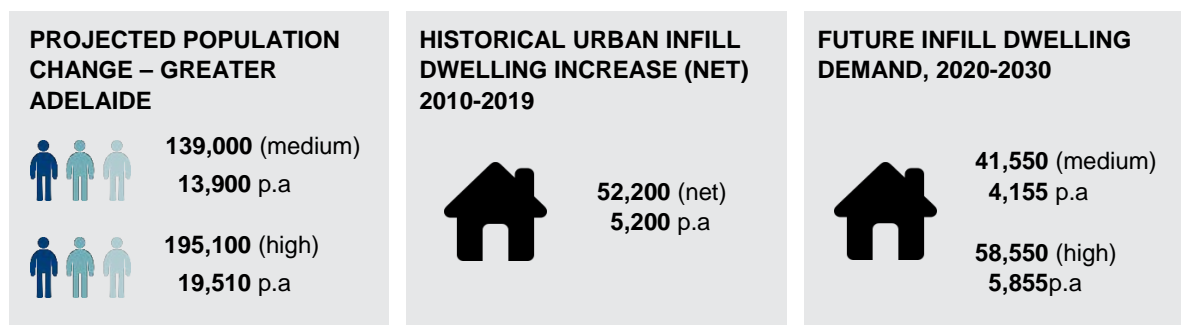 PROJECTED POPULATION
CHANGE – GREATER
ADELAIDE
139,000 (medium)
13,900 p.a
195,100 (high)
19,510 p.a
HISTORICAL URBAN INFILL
DWELLING INCREASE (NET)
2010-2019
52,200 (net)
5,200 p.a
FUTURE INFILL DWELLING
DEMAND, 2020-2030
41,550 (medium)
4,155 p.a
58,550 (high)
5,855p.a